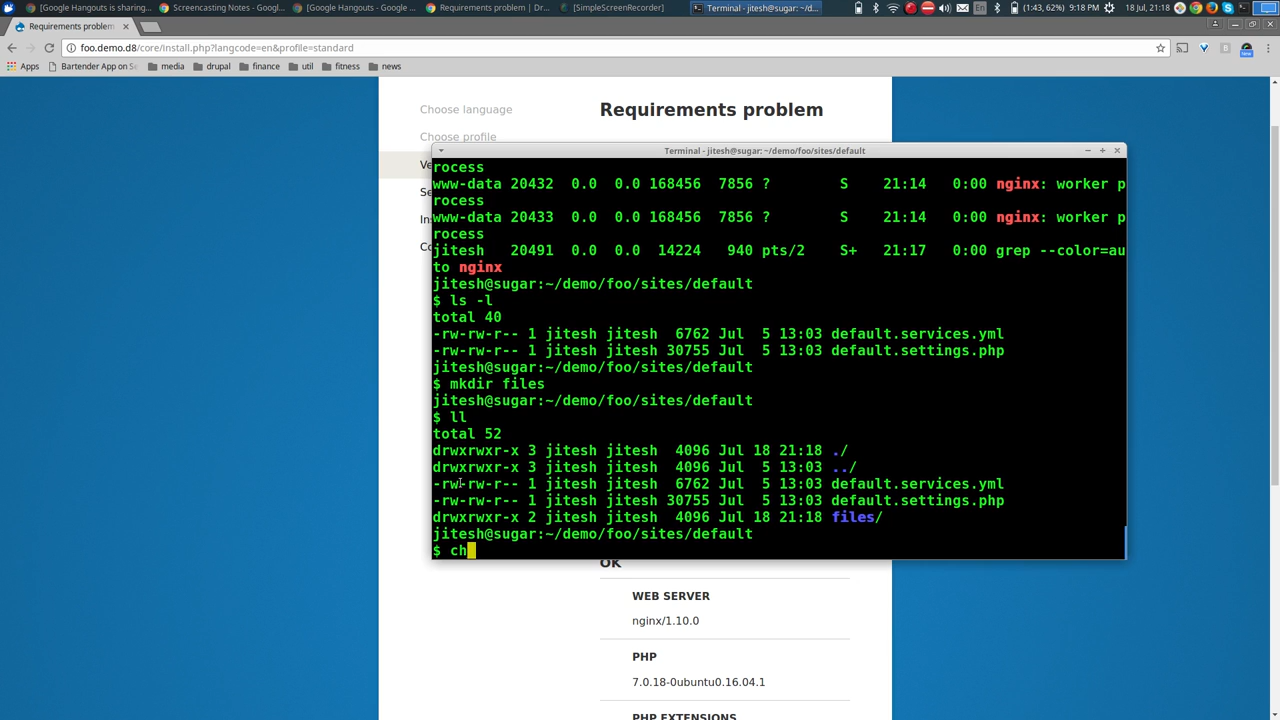 [Google Hangouts is sharing...
Screencasting Notes - Googl...
[Google Hangouts - Google ...
Requirements problem | Dr...
[SimpleScreenRecorder]
Terminal - jitesh@sugar: ~/d...
En
(1:43, 62%)
9:18 PM
18 Jul, 21:18
Requirements problem
foo.demo.d8/core/install.php?langcode=en&profile=standard
Apps
Bartender App on S
media
drupal
finance
util
fitness
news
Choose language
Choose profile
Requirements problem
Terminal - jitesh@sugar: ~/demo/foo/sites/default
rocess
www-data 20432 0.0 0.0 168456 7856 ? S 21:14 0:00 nginx: worker p
rocess
www-data 20433 0.0 0.0 168456 7856 ? S 21:14 0:00 nginx: worker p
rocess
jitesh 20491 0.0 0.0 14224 940 pts/2 S+ 21:17 0:00 grep --color=au
to nginx
jitesh@sugar:~/demo/foo/sites/default
$ ls -l
total 40
-rw-rw-r-- 1 jitesh jitesh 6762 Jul 5 13:03 default.services.yml
-rw-rw-r-- 1 jitesh jitesh 30755 Jul 5 13:03 default.settings.php
jitesh@sugar:~/demo/foo/sites/default
$ mkdir files
jitesh@sugar:~/demo/foo/sites/default
$ ll
total 52
drwxrwxr-x 3 jitesh jitesh 4096 Jul 18 21:18 ./
drwxrwxr-x 3 jitesh jitesh 4096 Jul 5 13:03 ../
-rw-rw-r-- 1 jitesh jitesh 6762 Jul 5 13:03 default.services.yml
-rw-rw-r-- 1 jitesh jitesh 30755 Jul 5 13:03 default.settings.php
drwxrwxr-x 2 jitesh jitesh 4096 Jul 18 21:18 files/
jitesh@sugar:~/demo/foo/sites/default
$ ch
OK
WEB SERVER
nginx/1.10.0
PHP
7.0.18-0ubuntu0.16.04.1
PHP EXTENSIONS